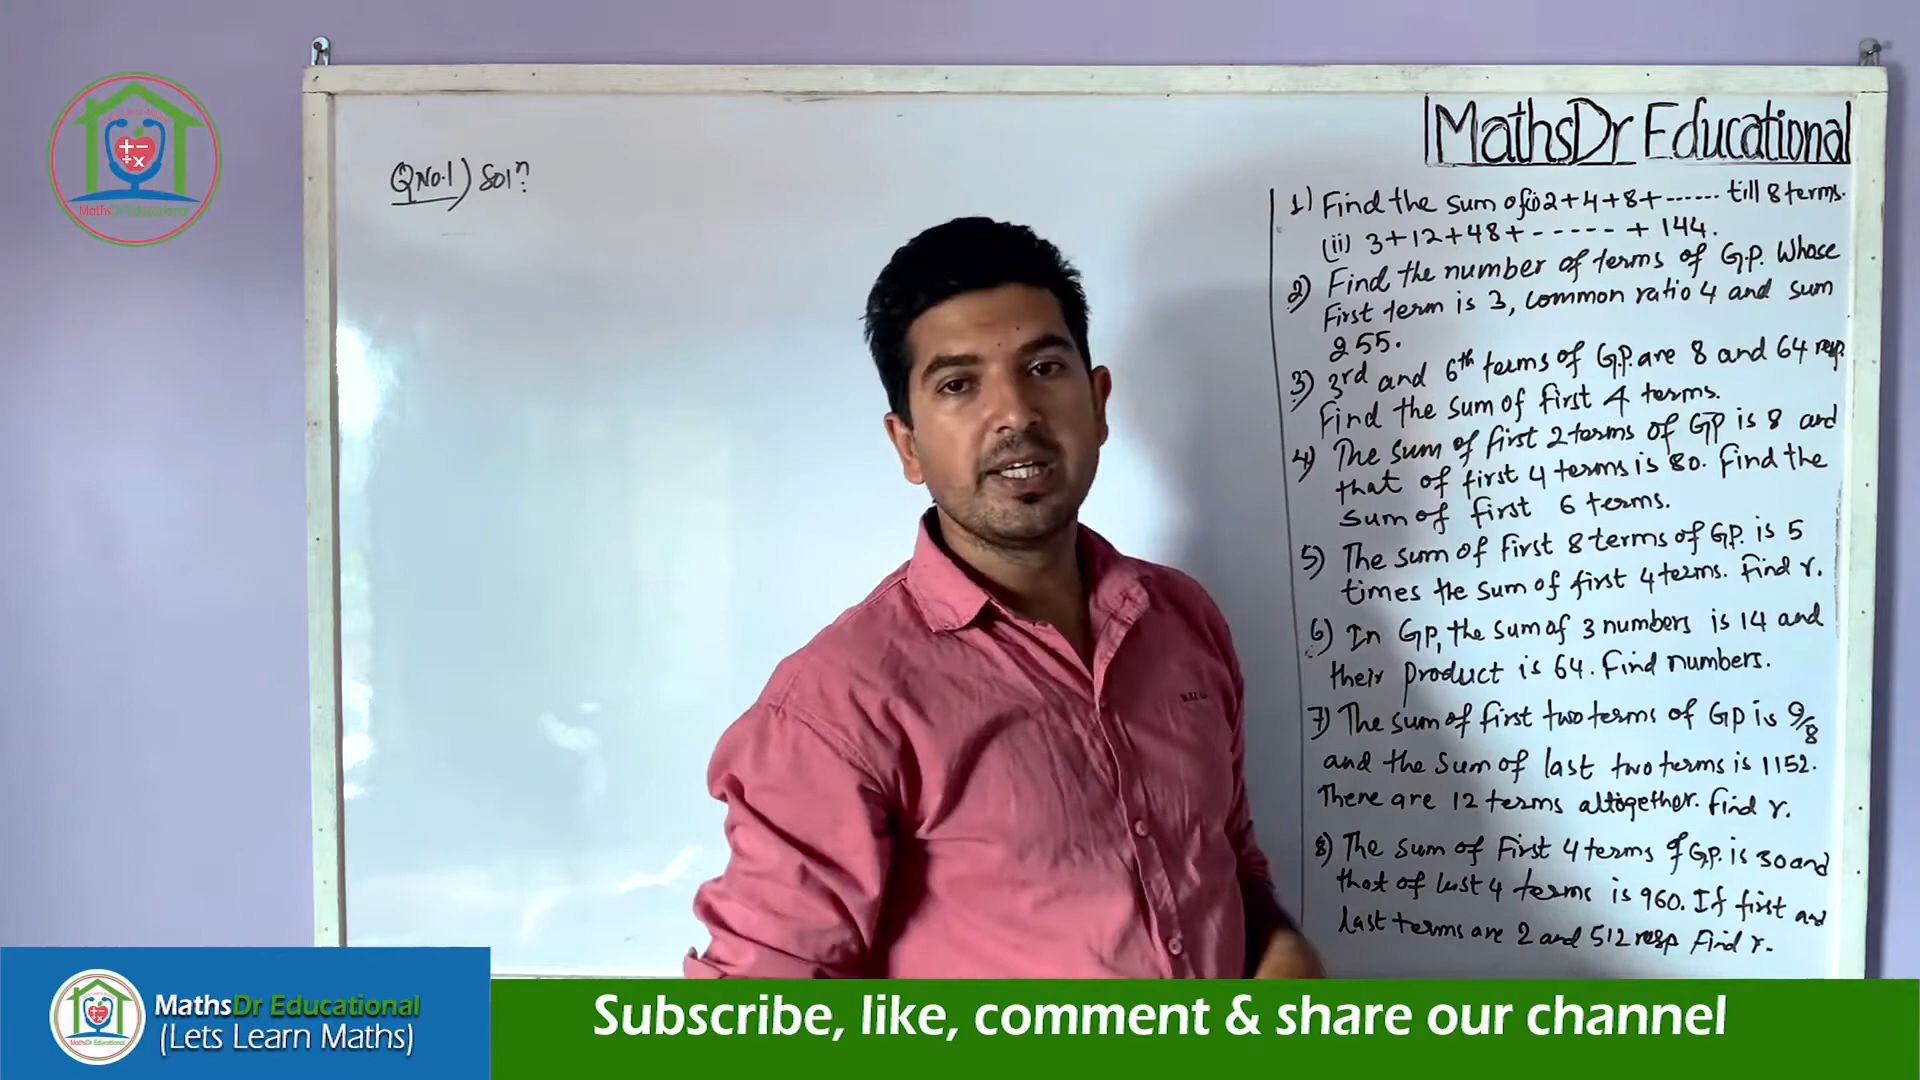 MathsDr Educational
QNo.1) Solⁿ:
MathsDr Educational
1) Find the sum of (i) 2+4+8+ ------ till 8 terms.
(ii) 3+12+48+ - - - - - + 144.
2) Find the number of terms of G.P. Whose
First term is 3, common ratio 4 and sum
255.
3) 3rd and 6th terms of G.P. are 8 and 64 resp.
Find the sum of first 4 terms.
4) The sum of first 2 terms of GP is 8 and
that of first 4 terms is 80. Find the
sum of first 6 terms.
5) The sum of First 8 terms of GP. is 5
times the sum of first 4 terms. Find r.
6) In GP, the sum of 3 numbers is 14 and
their product is 64. Find numbers.
7) The sum of first two terms of GP is 9/8
and the sum of last two terms is 1152.
There are 12 terms altogether. Find r.
8) The sum of First 4 terms of G.P. is 30 and
that of last 4 terms is 960. If first and
last terms are 2 and 512 resp Find r.
MathsDr Educational
(Lets Learn Maths)
MathsDr Educational
Subscribe, like, comment & share our channel